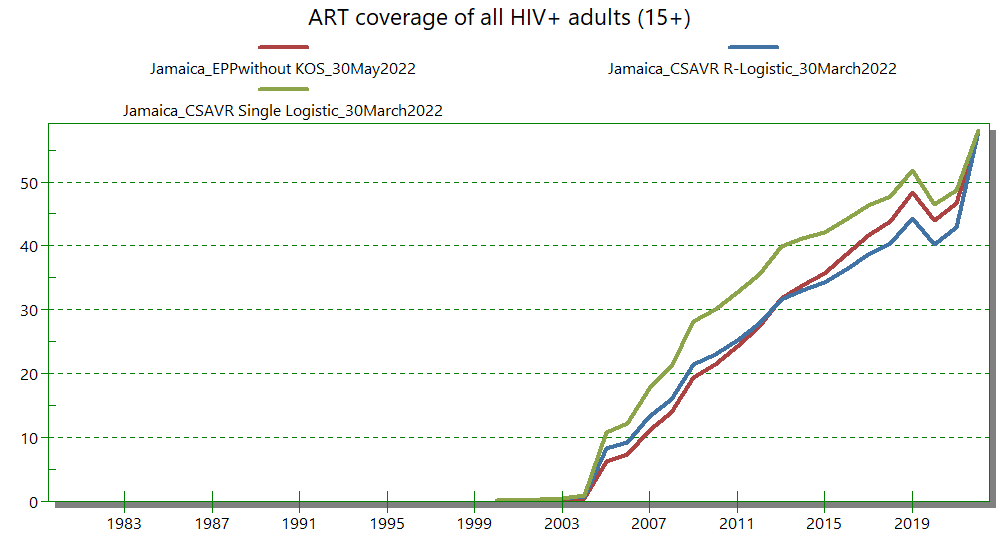 ART coverage of all HIV+ adults (15+)
Jamaica_EPPwithout KOS_30May2022
Jamaica_CSAVR R-Logistic_30March2022
Jamaica_CSAVR Single Logistic_30March2022
50
40
30
20
10
0
1983 1987 1991 1995 1999 2003 2007 2011 2015 2019